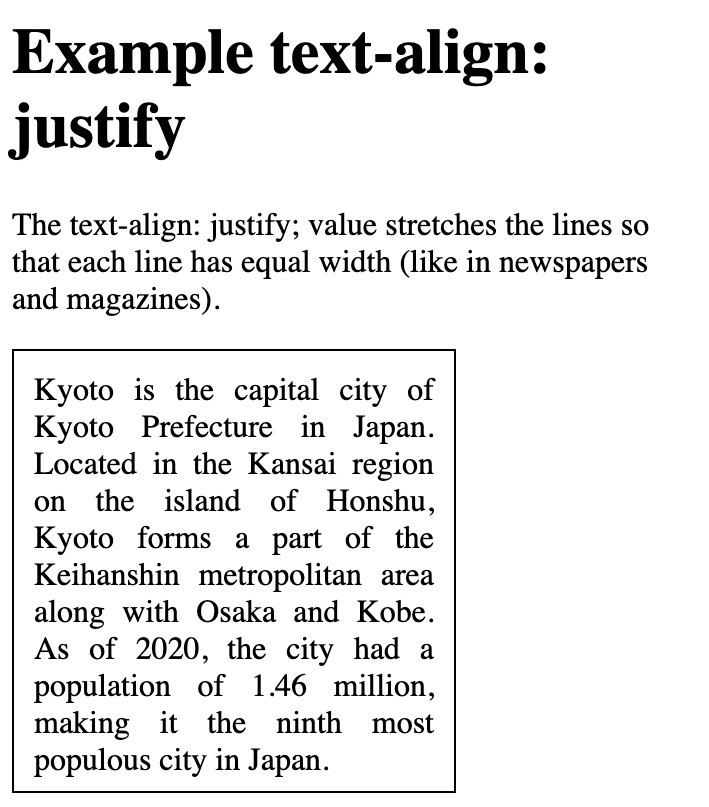 Example text-align:
justify
The text-align: justify; value stretches the lines so
that each line has equal width (like in newspapers
and magazines).
Kyoto is the capital city of
Kyoto Prefecture in Japan.
Located in the Kansai region
on the island of Honshu,
Kyoto forms a part of the
Keihanshin metropolitan area
along with Osaka and Kobe.
As of 2020, the city had a
population of 1.46 million,
making it the ninth most
populous city in Japan.